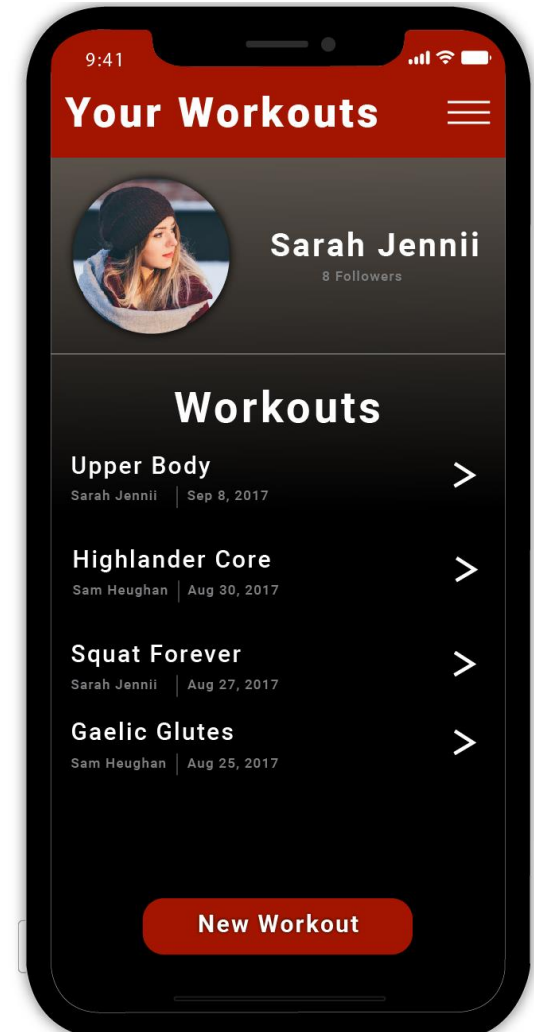 9:41
Your Workouts
Sarah Jennii
8 Followers
Workouts
Upper Body
Sarah Jennii | Sep 8, 2017
Highlander Core
Sam Heughan | Aug 30, 2017
Squat Forever
Sarah Jennii | Aug 27, 2017
Gaelic Glutes
Sam Heughan | Aug 25, 2017
New Workout